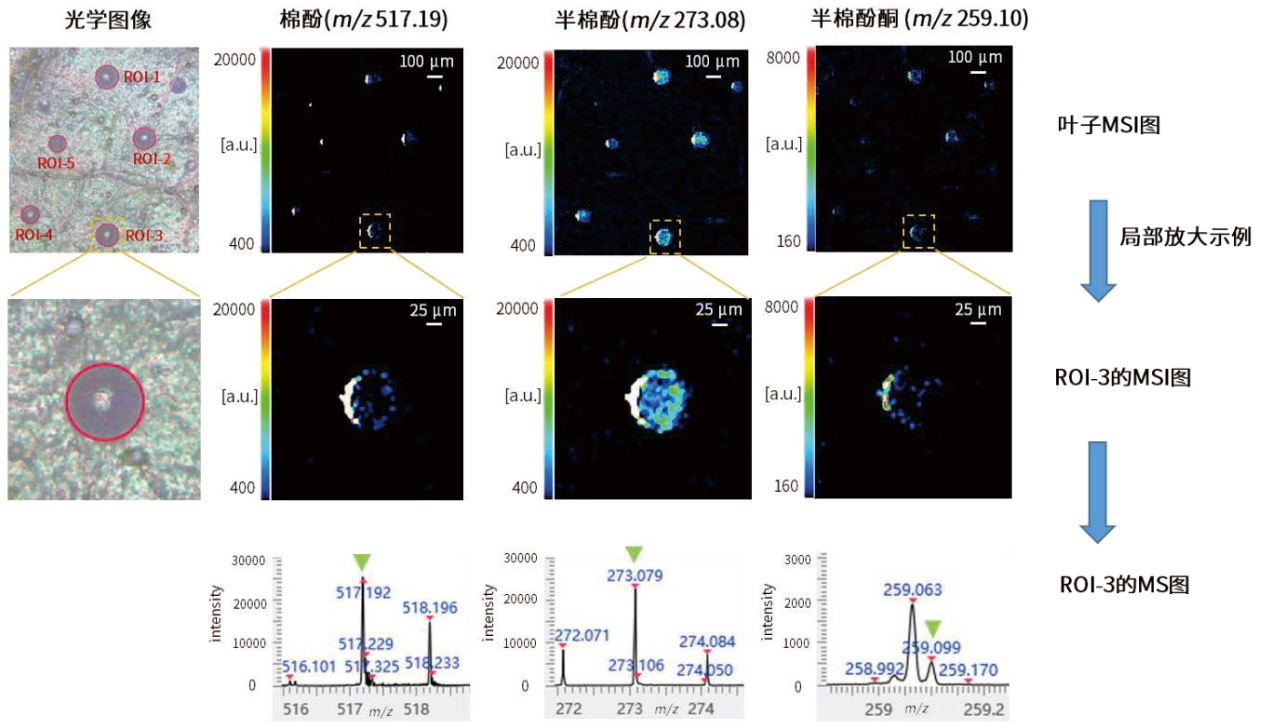 光学图像
棉酚(m/z 517.19)
半棉酚(m/z 273.08)
半棉酚酮 (m/z 259.10)
ROI-1
ROI-2
ROI-5
ROI-4
ROI-3
20000
[a.u.]
400
100 μm
20000
[a.u.]
400
100 μm
8000
[a.u.]
160
100 μm
叶子MSI图
局部放大示例
20000
[a.u.]
400
25 μm
20000
[a.u.]
400
25 μm
8000
[a.u.]
160
25 μm
ROI-3的MSI图
intensity
30000
20000
10000
0
517.192
518.196
517.229
516.101
517.325
518.233
516
517
m/z
518
intensity
30000
20000
10000
0
273.079
272.071
274.084
273.106
274.050
272
273
m/z
274
intensity
3000
2000
1000
0
259.063
259.099
258.992
259.170
259
m/z
259.2
ROI-3的MS图